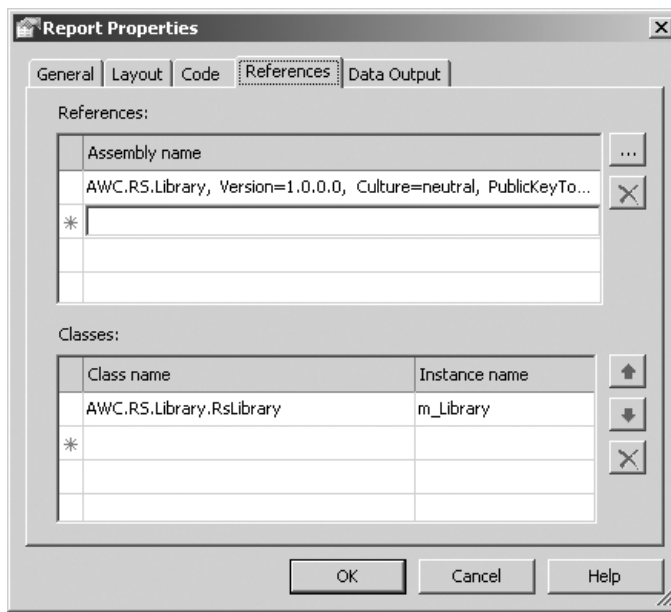 Report Properties
General Layout Code References Data Output
References:
Assembly name
...
AWC.RS.Library, Version=1.0.0.0, Culture=neutral, PublicKeyTo...
Classes:
Class name Instance name
AWC.RS.Library.RsLibrary m_Library
OK Cancel Help